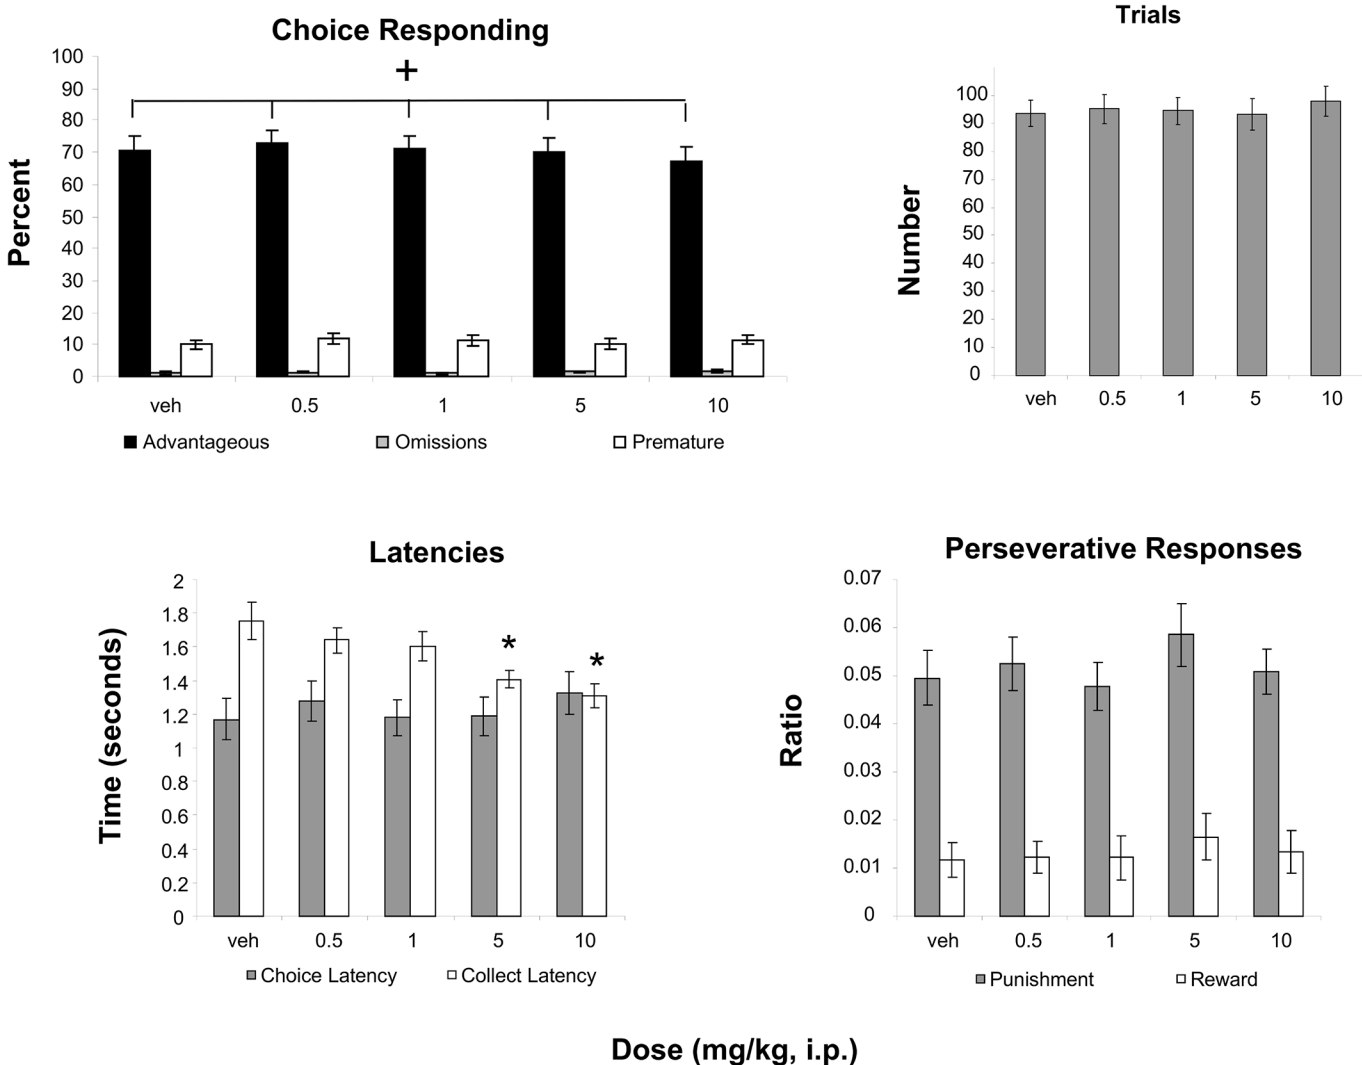 Choice Responding
+
Percent
100
90
80
70
60
50
40
30
20
10
0
veh 0.5 1 5 10
Advantageous Omissions Premature
Trials
Number
100
90
80
70
60
50
40
30
20
10
0
veh 0.5 1 5 10
Latencies
Time (seconds)
2
1.8
1.6
1.4
1.2
1
0.8
0.6
0.4
0.2
0
* *
veh 0.5 1 5 10
Choice Latency Collect Latency
Perseverative Responses
Ratio
0.07
0.06
0.05
0.04
0.03
0.02
0.01
0
veh 0.5 1 5 10
Punishment Reward
Dose (mg/kg, i.p.)